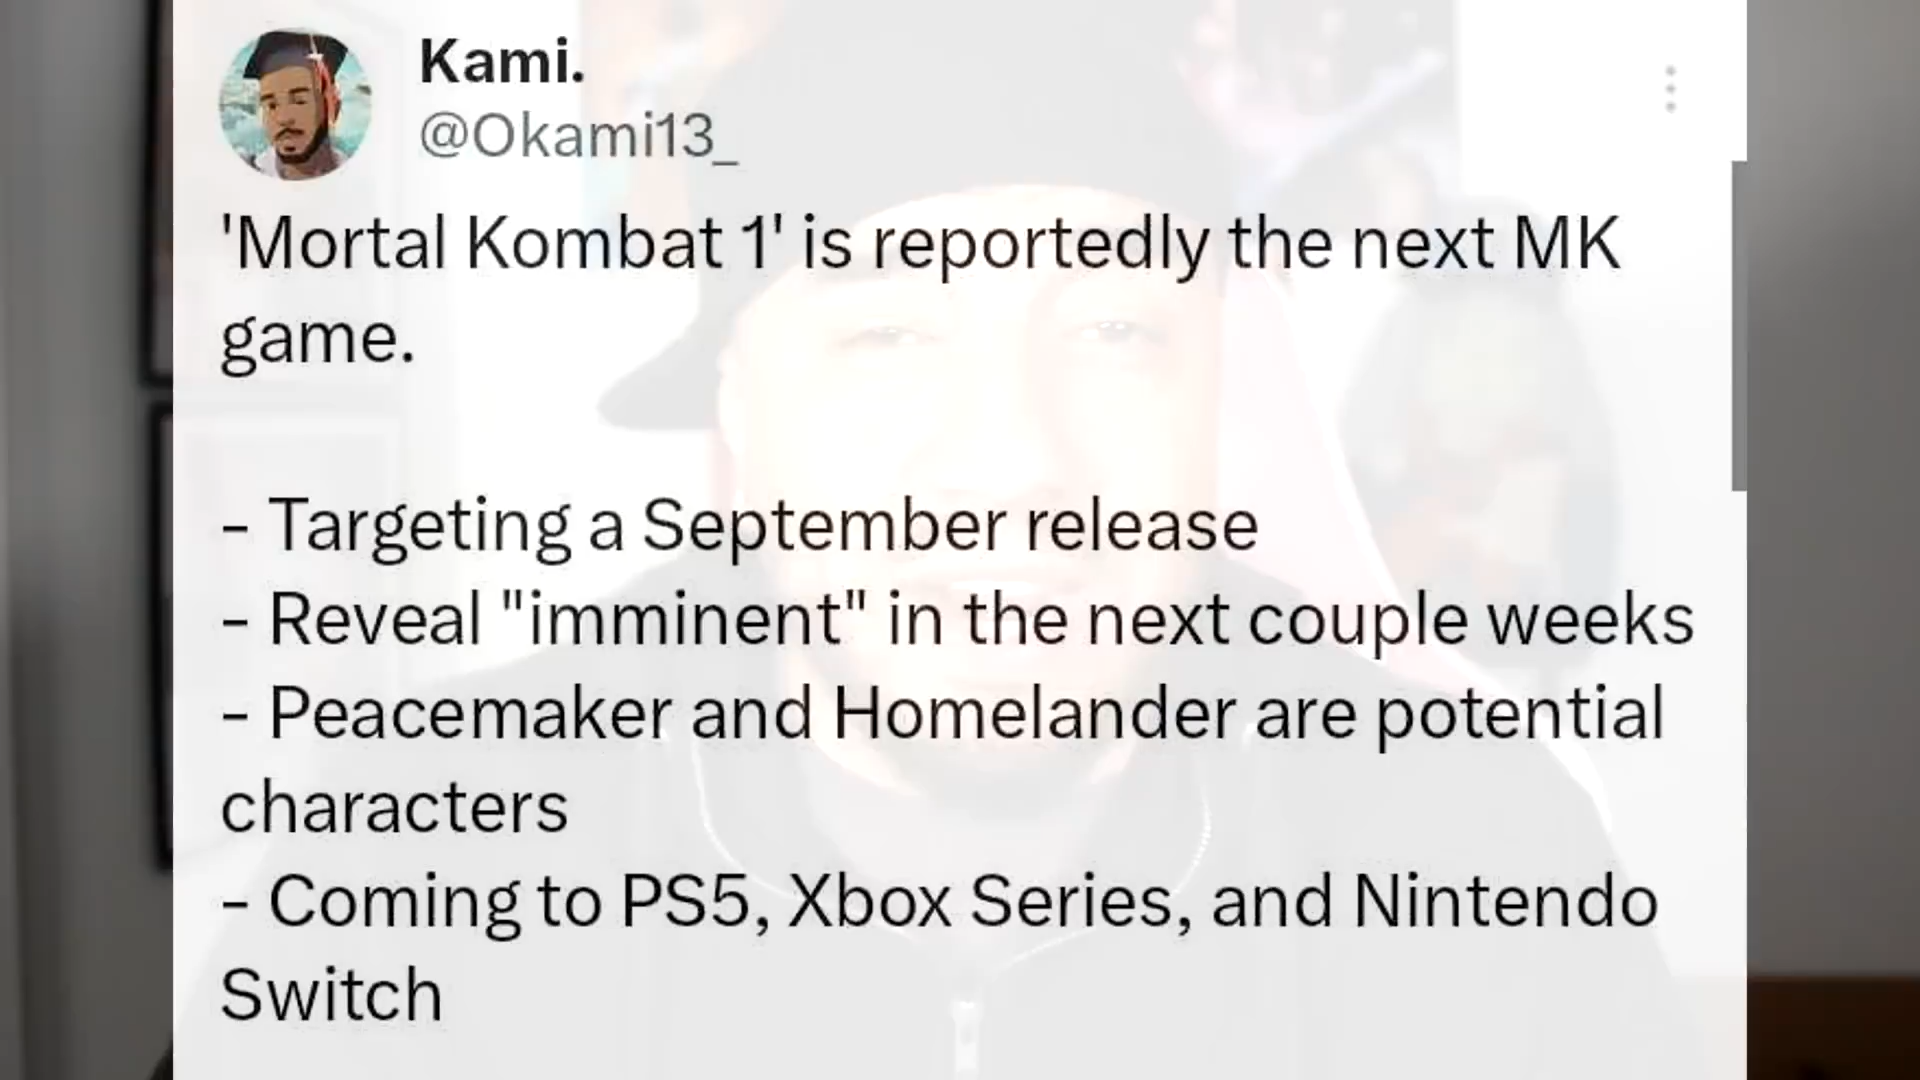 Kami.
@Okami13_
'Mortal Kombat 1' is reportedly the next MK
game.
- Targeting a September release
- Reveal "imminent" in the next couple weeks
- Peacemaker and Homelander are potential
characters
- Coming to PS5, Xbox Series, and Nintendo
Switch